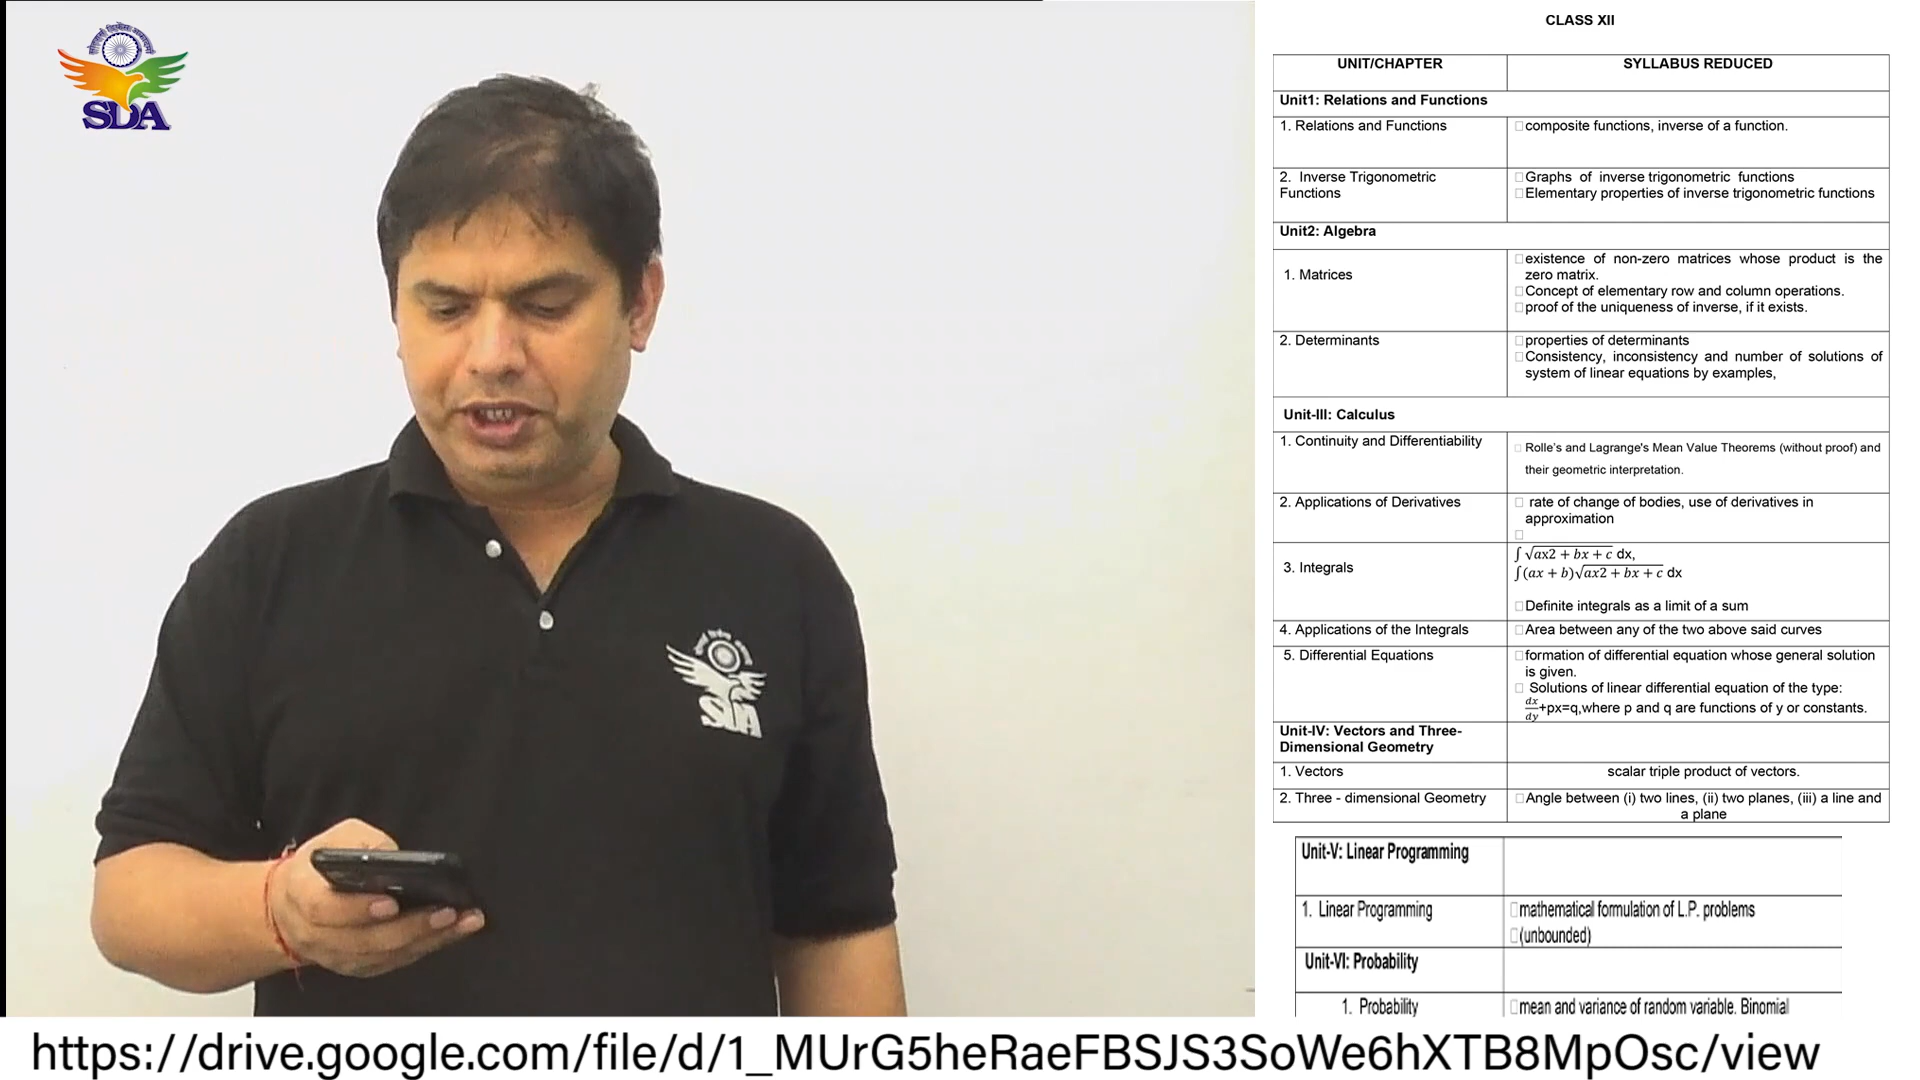 SDA
SDA
CLASS XII
UNIT/CHAPTER SYLLABUS REDUCED
Unit1: Relations and Functions
1. Relations and Functions □composite functions, inverse of a function.
2. Inverse Trigonometric □Graphs of inverse trigonometric functions
Functions □Elementary properties of inverse trigonometric functions
Unit2: Algebra
□existence of non-zero matrices whose product is the
1. Matrices zero matrix.
□Concept of elementary row and column operations.
□proof of the uniqueness of inverse, if it exists.
2. Determinants □properties of determinants
□Consistency, inconsistency and number of solutions of
system of linear equations by examples,
Unit-III: Calculus
1. Continuity and Differentiability □ Rolle's and Lagrange's Mean Value Theorems (without proof) and
their geometric interpretation.
2. Applications of Derivatives □ rate of change of bodies, use of derivatives in
approximation
□
∫ √ax2 + bx + c dx,
3. Integrals ∫(ax + b)√ax2 + bx + c dx
□Definite integrals as a limit of a sum
4. Applications of the Integrals □Area between any of the two above said curves
5. Differential Equations □formation of differential equation whose general solution
is given.
□ Solutions of linear differential equation of the type:
dx/dy+px=q,where p and q are functions of y or constants.
Unit-IV: Vectors and Three-
Dimensional Geometry
1. Vectors scalar triple product of vectors.
2. Three - dimensional Geometry □Angle between (i) two lines, (ii) two planes, (iii) a line and
a plane
Unit-V: Linear Programming
1. Linear Programming □mathematical formulation of L.P. problems
□(unbounded)
Unit-VI: Probability
1. Probability □mean and variance of random variable. Binomial
https://drive.google.com/file/d/1_MUrG5heRaeFBSJS3SoWe6hXTB8MpOsc/view